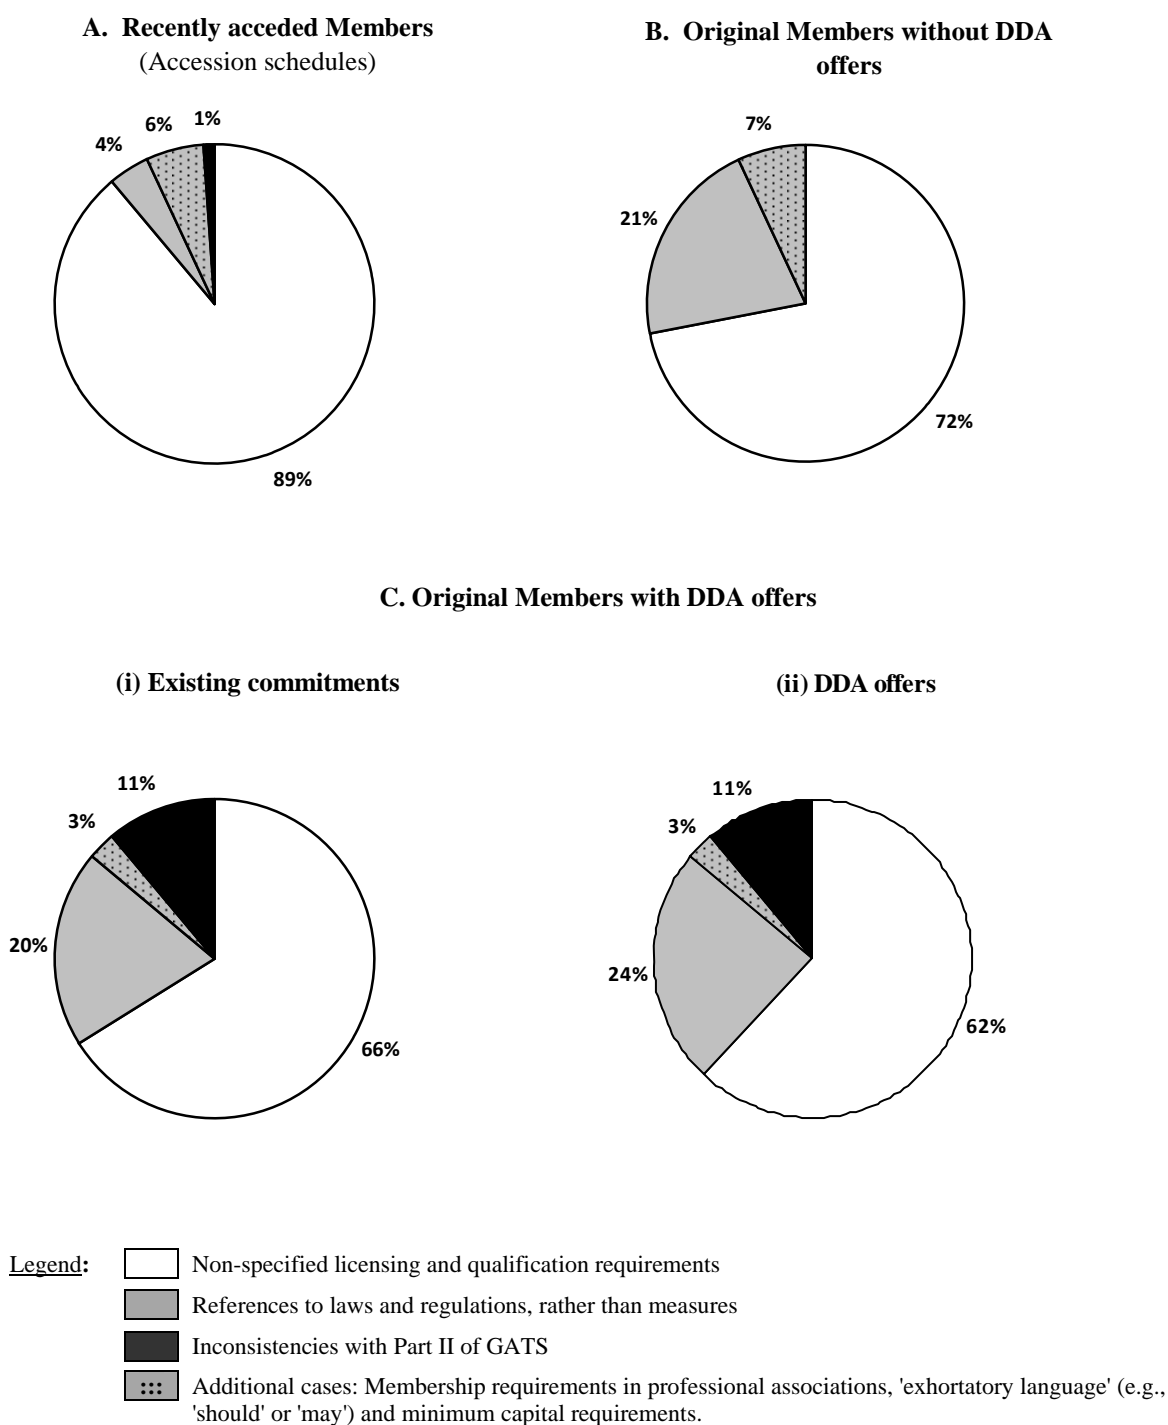 A. Recently acceded Members
(Accession schedules)
B. Original Members without DDA
offers
4%
6%
1%
89%
7%
21%
72%
C. Original Members with DDA offers
(i) Existing commitments
(ii) DDA offers
11%
3%
20%
66%
11%
3%
24%
62%
Legend:
Non-specified licensing and qualification requirements
References to laws and regulations, rather than measures
Inconsistencies with Part II of GATS
Additional cases: Membership requirements in professional associations, 'exhortatory language' (e.g.,
'should' or 'may') and minimum capital requirements.